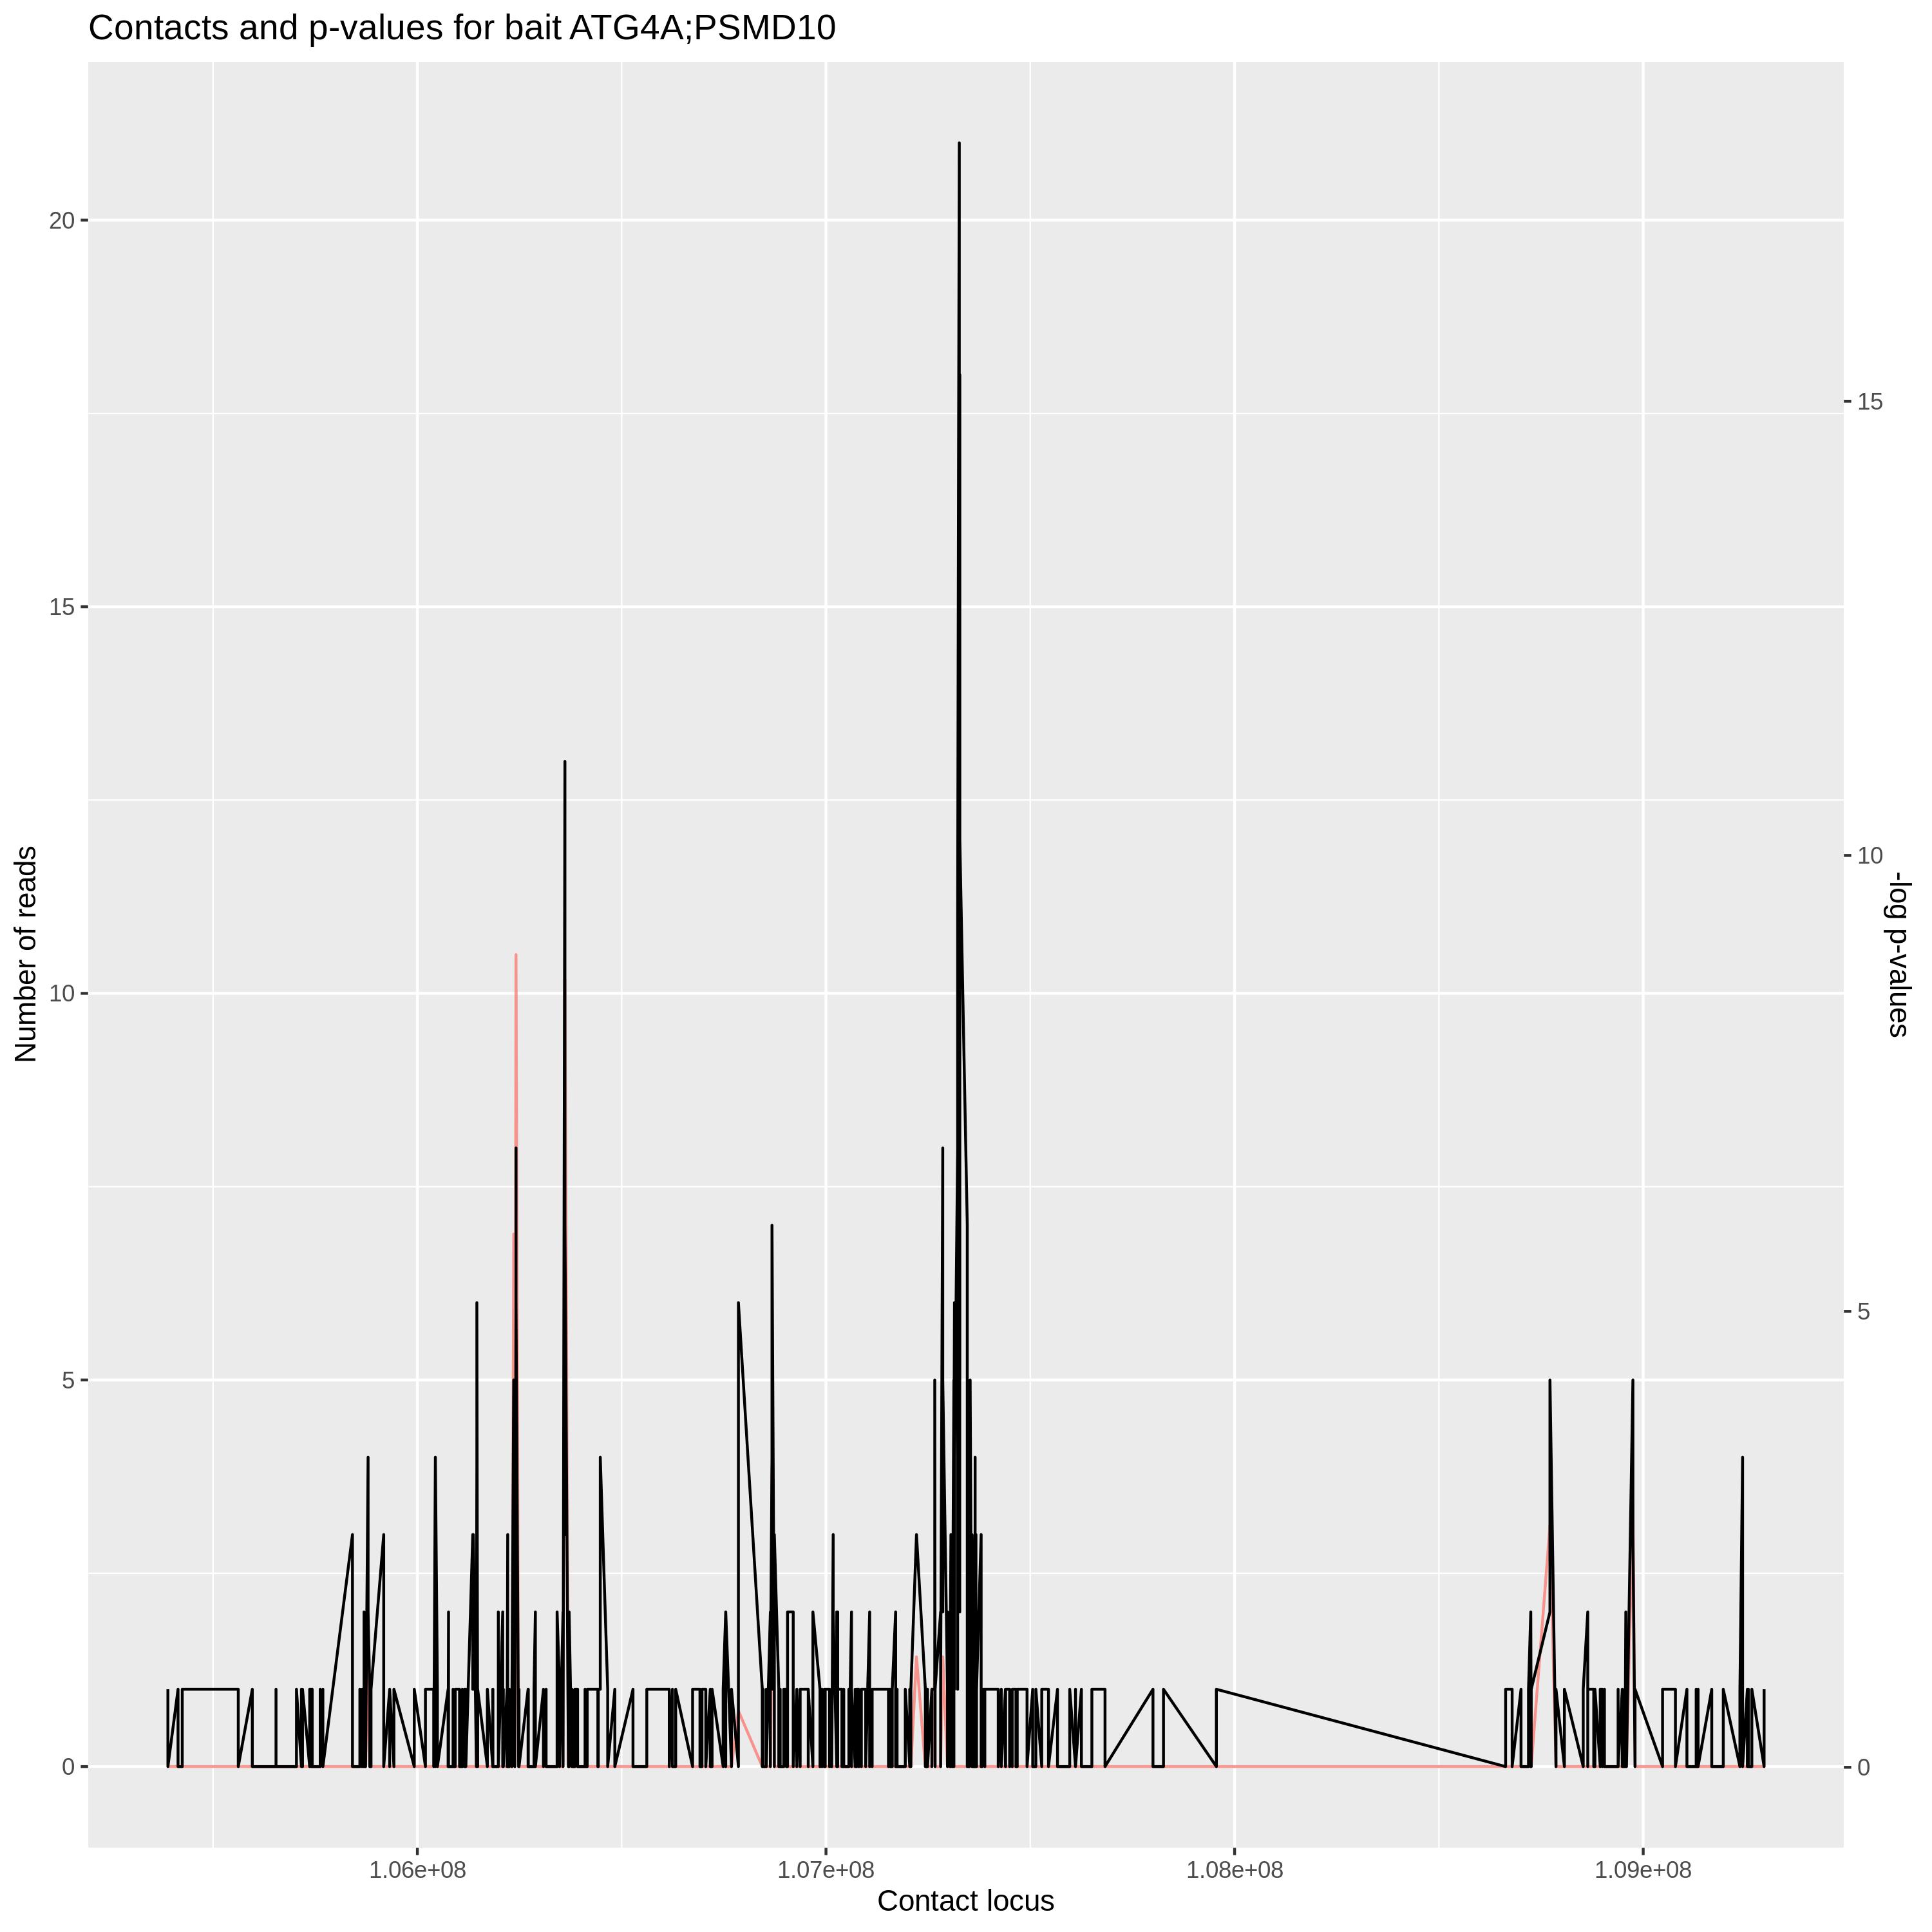 Contacts and p-values for bait ATG4A;PSMD10
20
15
10
5
0
Number of reads
15
10
5
0
-log p-values
1.06e+08
1.07e+08
1.08e+08
1.09e+08
Contact locus